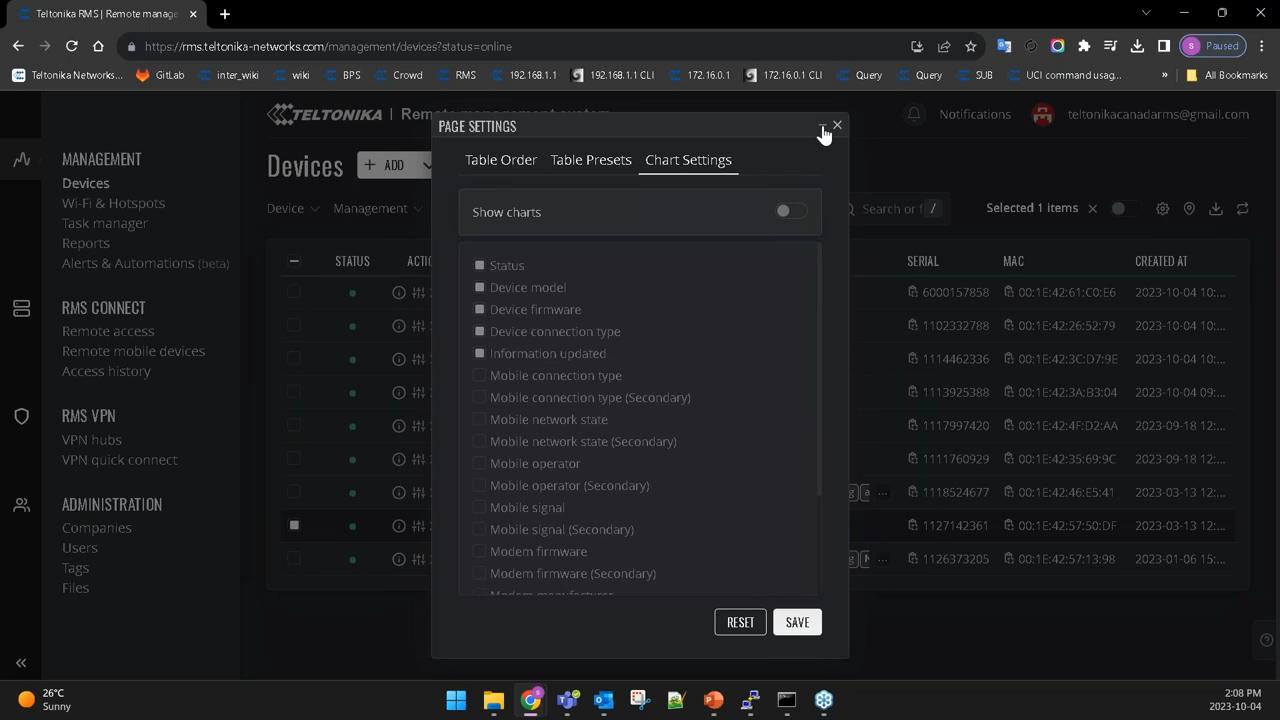 Teltonika RMS | Remote manage
https://rms.teltonika-networks.com/management/devices?status=online
S Paused
Teltonika Networks... GitLab inter_wiki wiki BPS Crowd RMS 192.168.1.1 192.168.1.1 CLI 172.16.0.1 172.16.0.1 CLI Query Query SUB UCI command usag... » All Bookmarks
TELTONIKA | Remote management system
Notifications teltonikacanadarms@gmail.com
MANAGEMENT
Devices
Wi-Fi & Hotspots
Task manager
Reports
Alerts & Automations (beta)
RMS CONNECT
Remote access
Remote mobile devices
Access history
RMS VPN
VPN hubs
VPN quick connect
ADMINISTRATION
Companies
Users
Tags
Files
Devices + ADD
Device Management Search or f / Selected 1 items
STATUS ACTIO SERIAL MAC CREATED AT
6000157858 00:1E:42:61:C0:E6 2023-10-04 10:...
1102332788 00:1E:42:26:52:79 2023-10-04 10:...
1114462336 00:1E:42:3C:D7:9E 2023-10-04 10:...
1113925388 00:1E:42:3A:B3:04 2023-10-04 09:...
1117997420 00:1E:42:4F:D2:AA 2023-09-18 12:...
1111760929 00:1E:42:35:69:9C 2023-09-18 12:...
g a ... 1118524677 00:1E:42:46:E5:41 2023-03-13 12:...
1127142361 00:1E:42:57:50:DF 2023-03-13 12:...
g N ... 1126373205 00:1E:42:57:13:98 2023-01-06 15:...
PAGE SETTINGS
Table Order Table Presets Chart Settings
Show charts
Status
Device model
Device firmware
Device connection type
Information updated
Mobile connection type
Mobile connection type (Secondary)
Mobile network state
Mobile network state (Secondary)
Mobile operator
Mobile operator (Secondary)
Mobile signal
Mobile signal (Secondary)
Modem firmware
Modem firmware (Secondary)
Modem manufacturer
RESET SAVE
26°C
Sunny
2:08 PM
2023-10-04